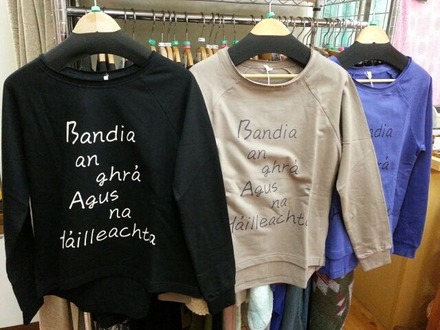 Bandia
an
ghrá
Agus
na
háilleachta
Bandia
an
ghrá
Agus
na
háilleachta